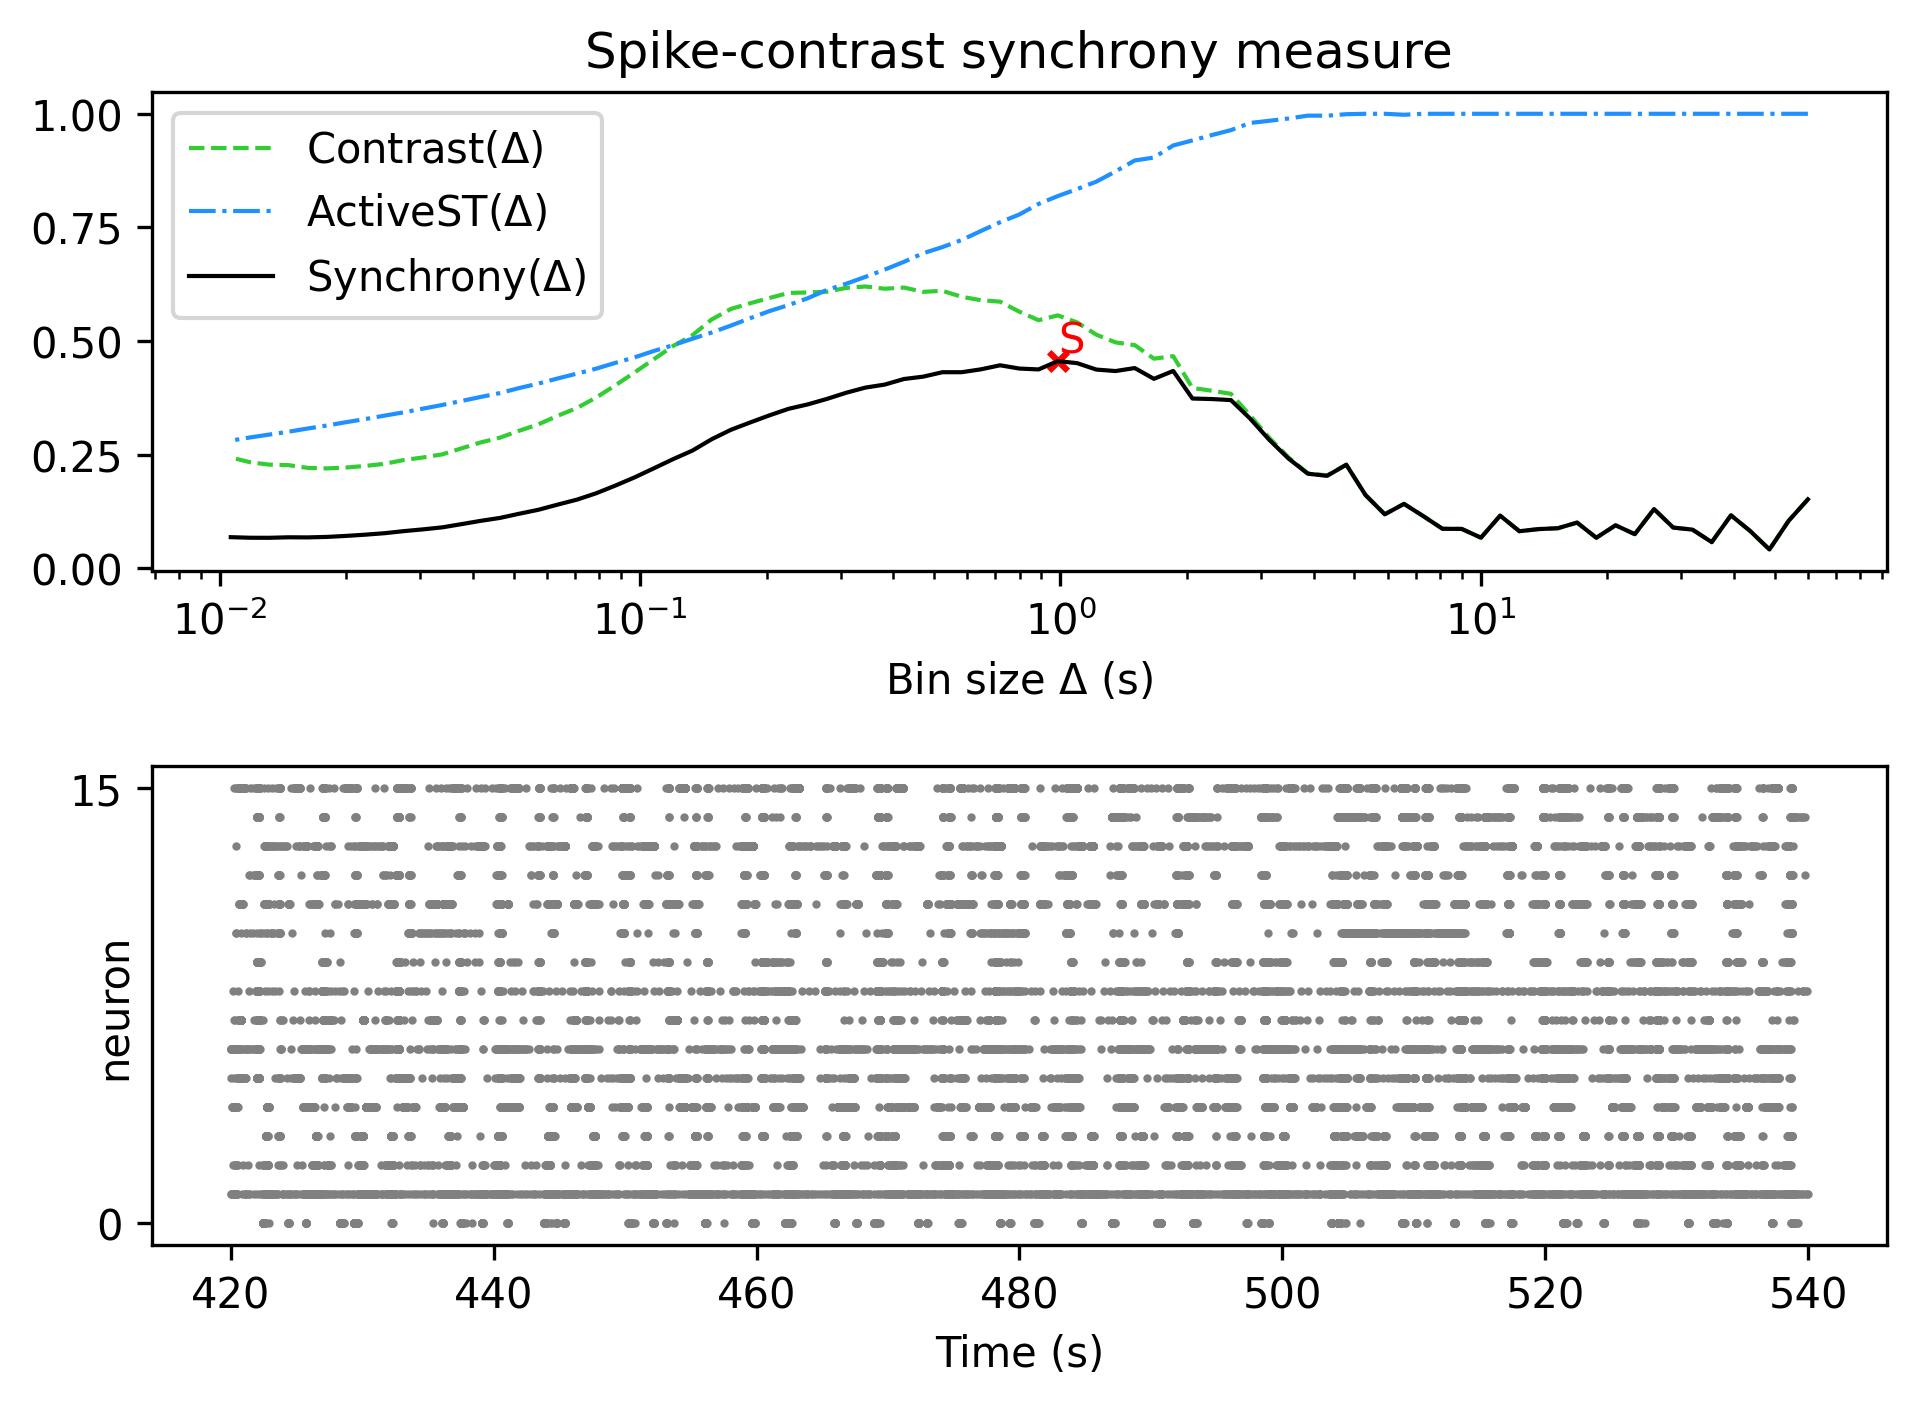 Spike-contrast synchrony measure
1.00
0.75
0.50
0.25
0.00
Contrast(Δ)
ActiveST(Δ)
Synchrony(Δ)
S
10⁻² 10⁻¹ 10⁰ 10¹
Bin size Δ (s)
15
0
neuron
420 440 460 480 500 520 540
Time (s)